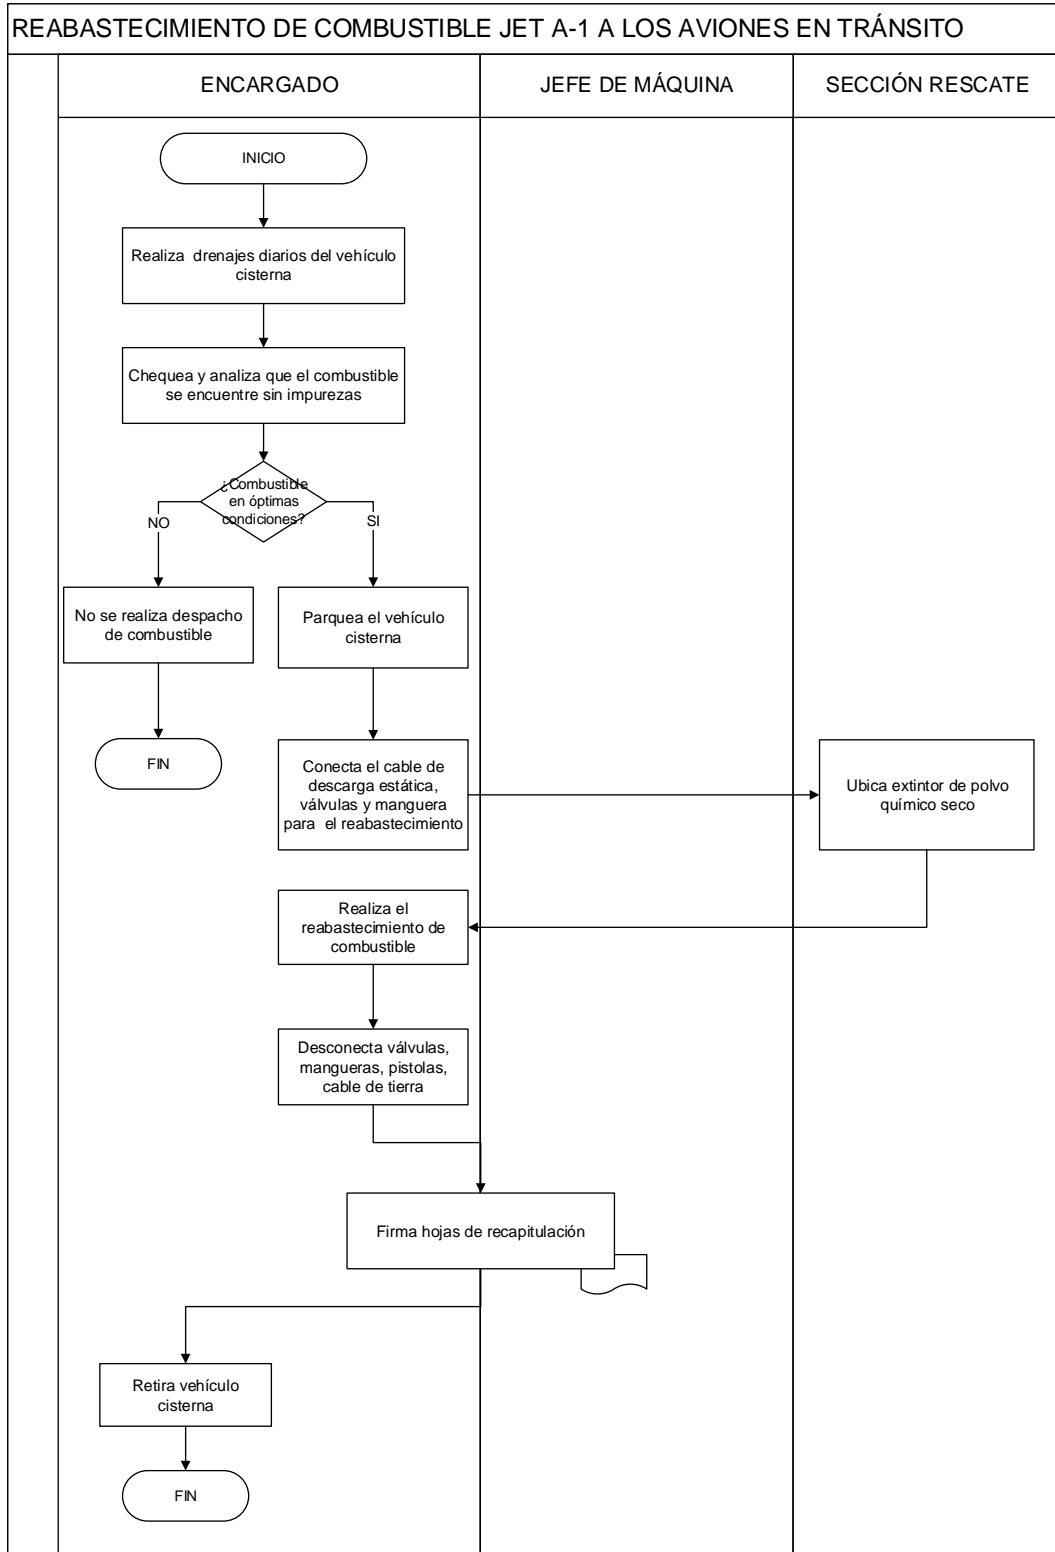 REABASTECIMIENTO DE COMBUSTIBLE JET A-1 A LOS AVIONES EN TRÁNSITO
ENCARGADO
JEFE DE MÁQUINA
SECCIÓN RESCATE
INICIO
Realiza drenajes diarios del vehículo
cisterna
Chequea y analiza que el combustible
se encuentre sin impurezas
¿Combustible
en óptimas
condiciones?
NO
SI
No se realiza despacho
de combustible
Parquea el vehículo
cisterna
FIN
Conecta el cable de
descarga estática,
válvulas y manguera
para el reabastecimiento
Ubica extintor de polvo
químico seco
Realiza el
reabastecimiento de
combustible
Desconecta válvulas,
mangueras, pistolas,
cable de tierra
Firma hojas de recapitulación
Retira vehículo
cisterna
FIN